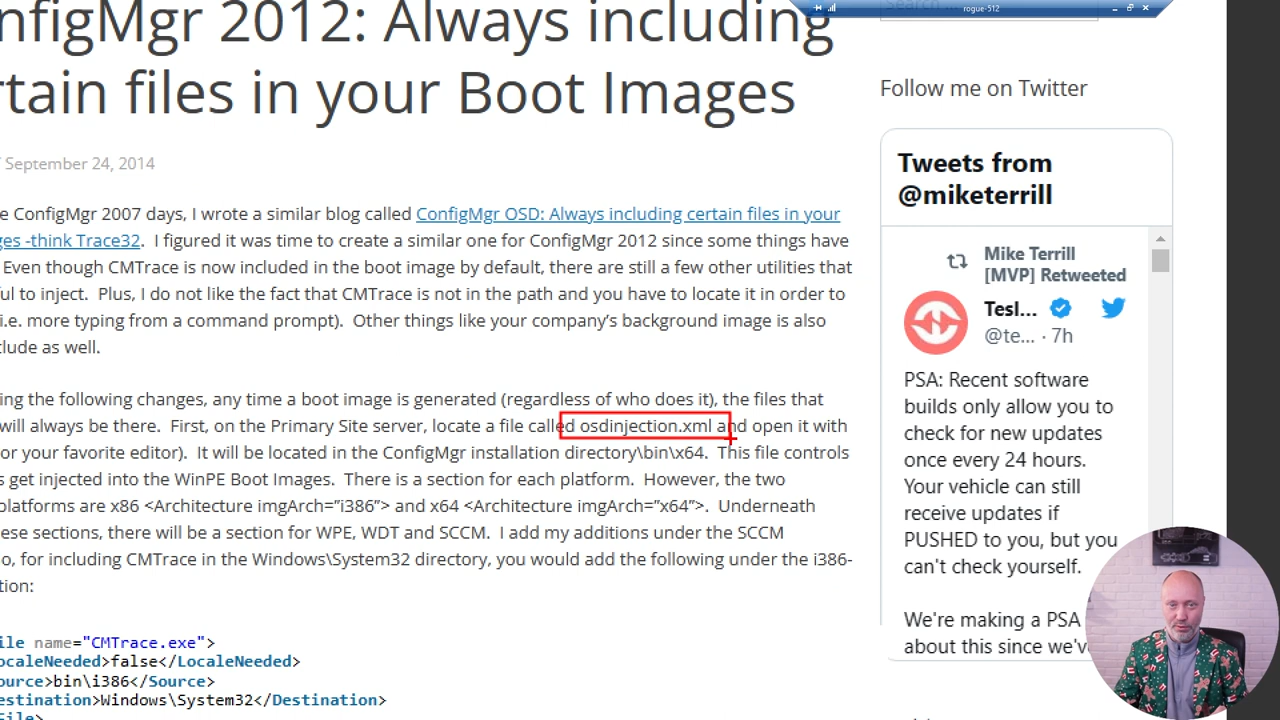 rogue-512
Search ...
nfigMgr 2012: Always including
rtain files in your Boot Images
September 24, 2014
e ConfigMgr 2007 days, I wrote a similar blog called ConfigMgr OSD: Always including certain files in your
ges -think Trace32.  I figured it was time to create a similar one for ConfigMgr 2012 since some things have
Even though CMTrace is now included in the boot image by default, there are still a few other utilities that
ful to inject.  Plus, I do not like the fact that CMTrace is not in the path and you have to locate it in order to
i.e. more typing from a command prompt).  Other things like your company’s background image is also
clude as well.
ing the following changes, any time a boot image is generated (regardless of who does it), the files that
will always be there.  First, on the Primary Site server, locate a file called osdinjection.xml and open it with
or your favorite editor).  It will be located in the ConfigMgr installation directory\bin\x64.  This file controls
s get injected into the WinPE Boot Images.  There is a section for each platform.  However, the two
platforms are x86 <Architecture imgArch=”i386”> and x64 <Architecture imgArch=”x64”>.  Underneath
ese sections, there will be a section for WPE, WDT and SCCM.  I add my additions under the SCCM
o, for including CMTrace in the Windows\System32 directory, you would add the following under the i386-
tion:
ile name="CMTrace.exe">
ocaleNeeded>false</LocaleNeeded>
ource>bin\i386</Source>
estination>Windows\System32</Destination>
File>
Follow me on Twitter
Tweets from
@miketerrill
Mike Terrill
[MVP] Retweeted
Tesl...
@te... · 7h
PSA: Recent software
builds only allow you to
check for new updates
once every 24 hours.
Your vehicle can still
receive updates if
PUSHED to you, but you
can't check yourself.
We're making a PSA
about this since we'v